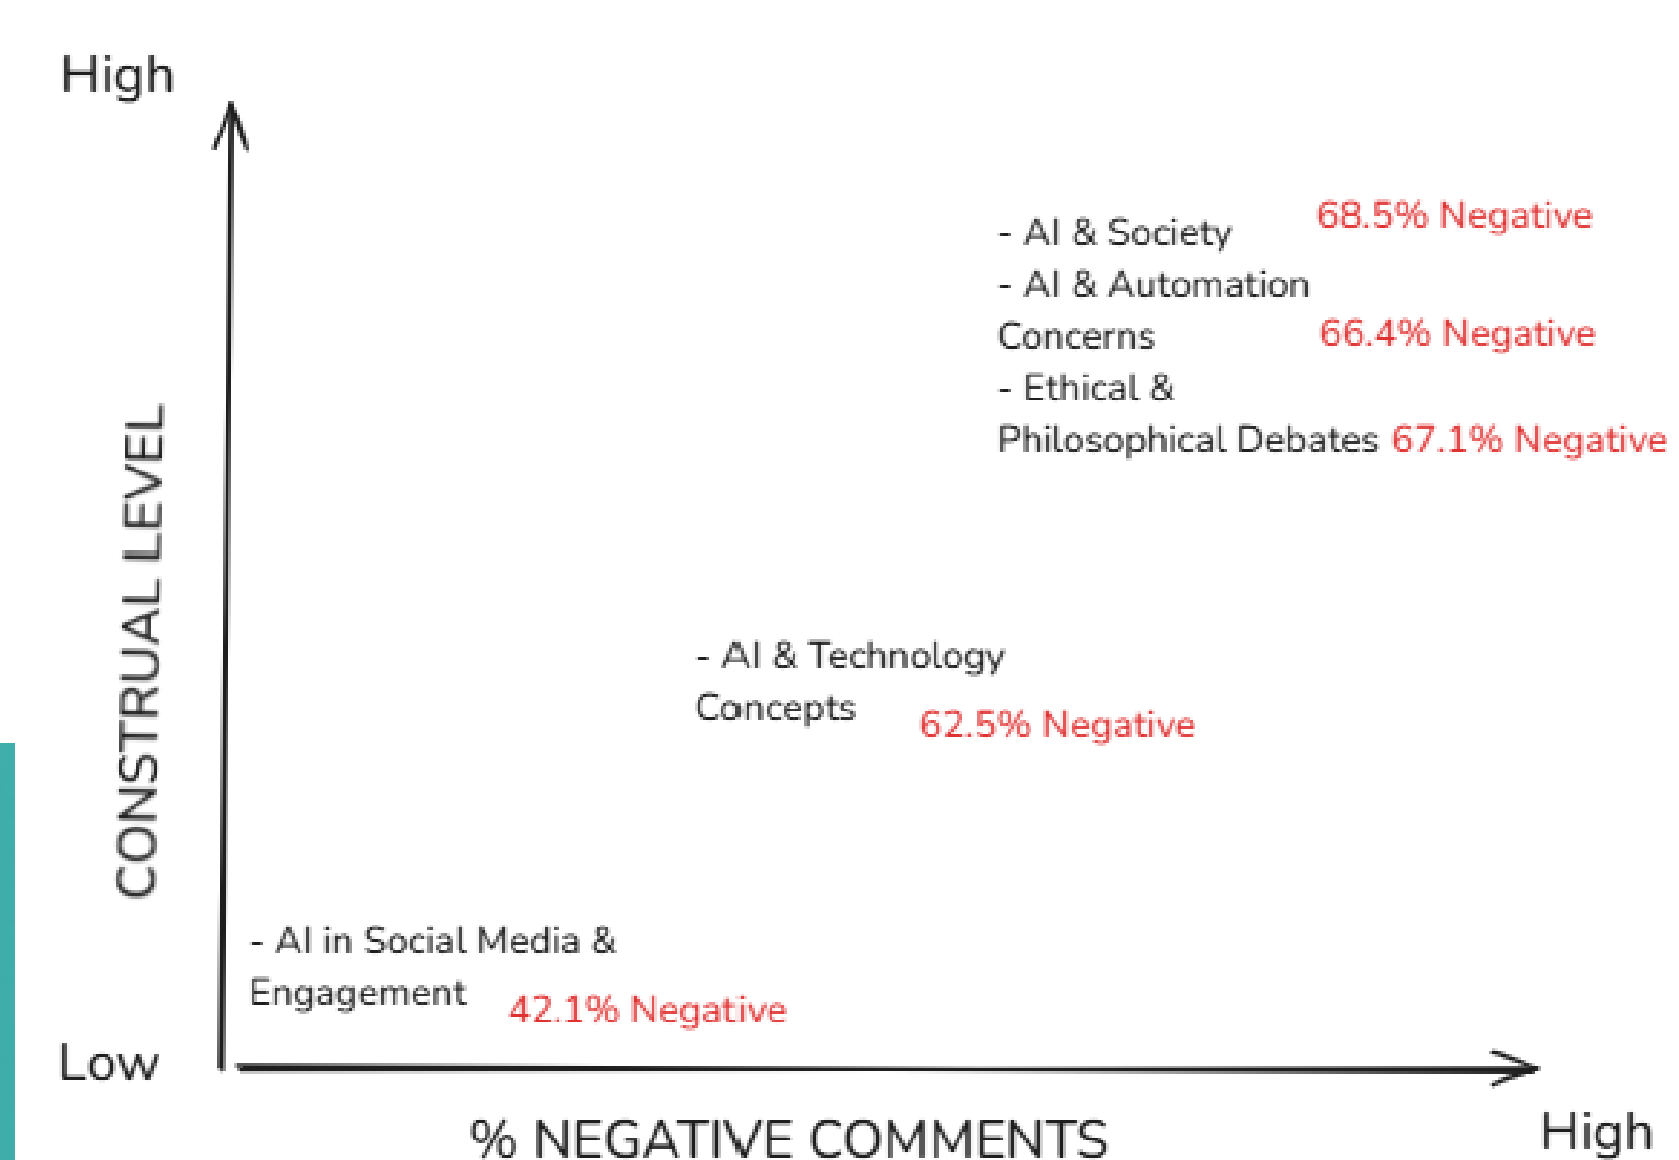 High
- AI & Society 68.5% Negative
- AI & Automation
Concerns 66.4% Negative
- Ethical &
Philosophical Debates 67.1% Negative
CONSTRUAL LEVEL
- AI & Technology
Concepts 62.5% Negative
- AI in Social Media &
Engagement 42.1% Negative
Low
% NEGATIVE COMMENTS
High